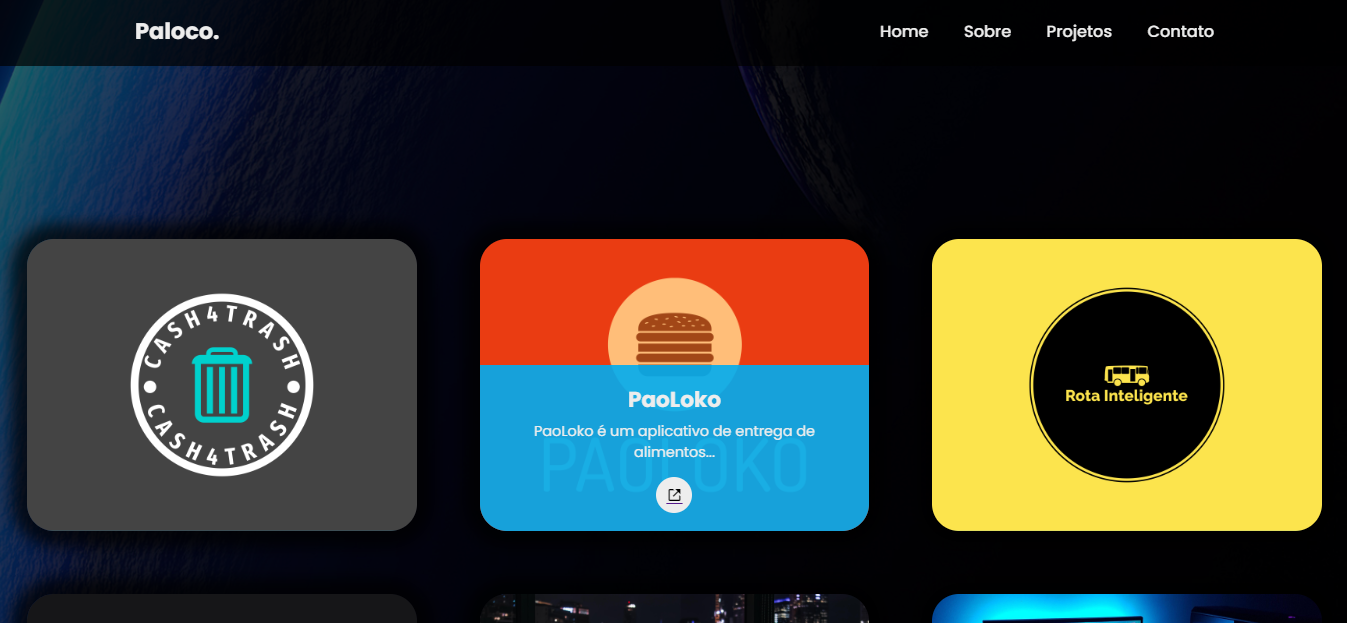 Paloco.
Home Sobre Projetos Contato
CASH4TRASH
CASH4TRASH
PaoLoko
PaoLoko é um aplicativo de entrega de
alimentos...
PAOLOKO
Rota Inteligente